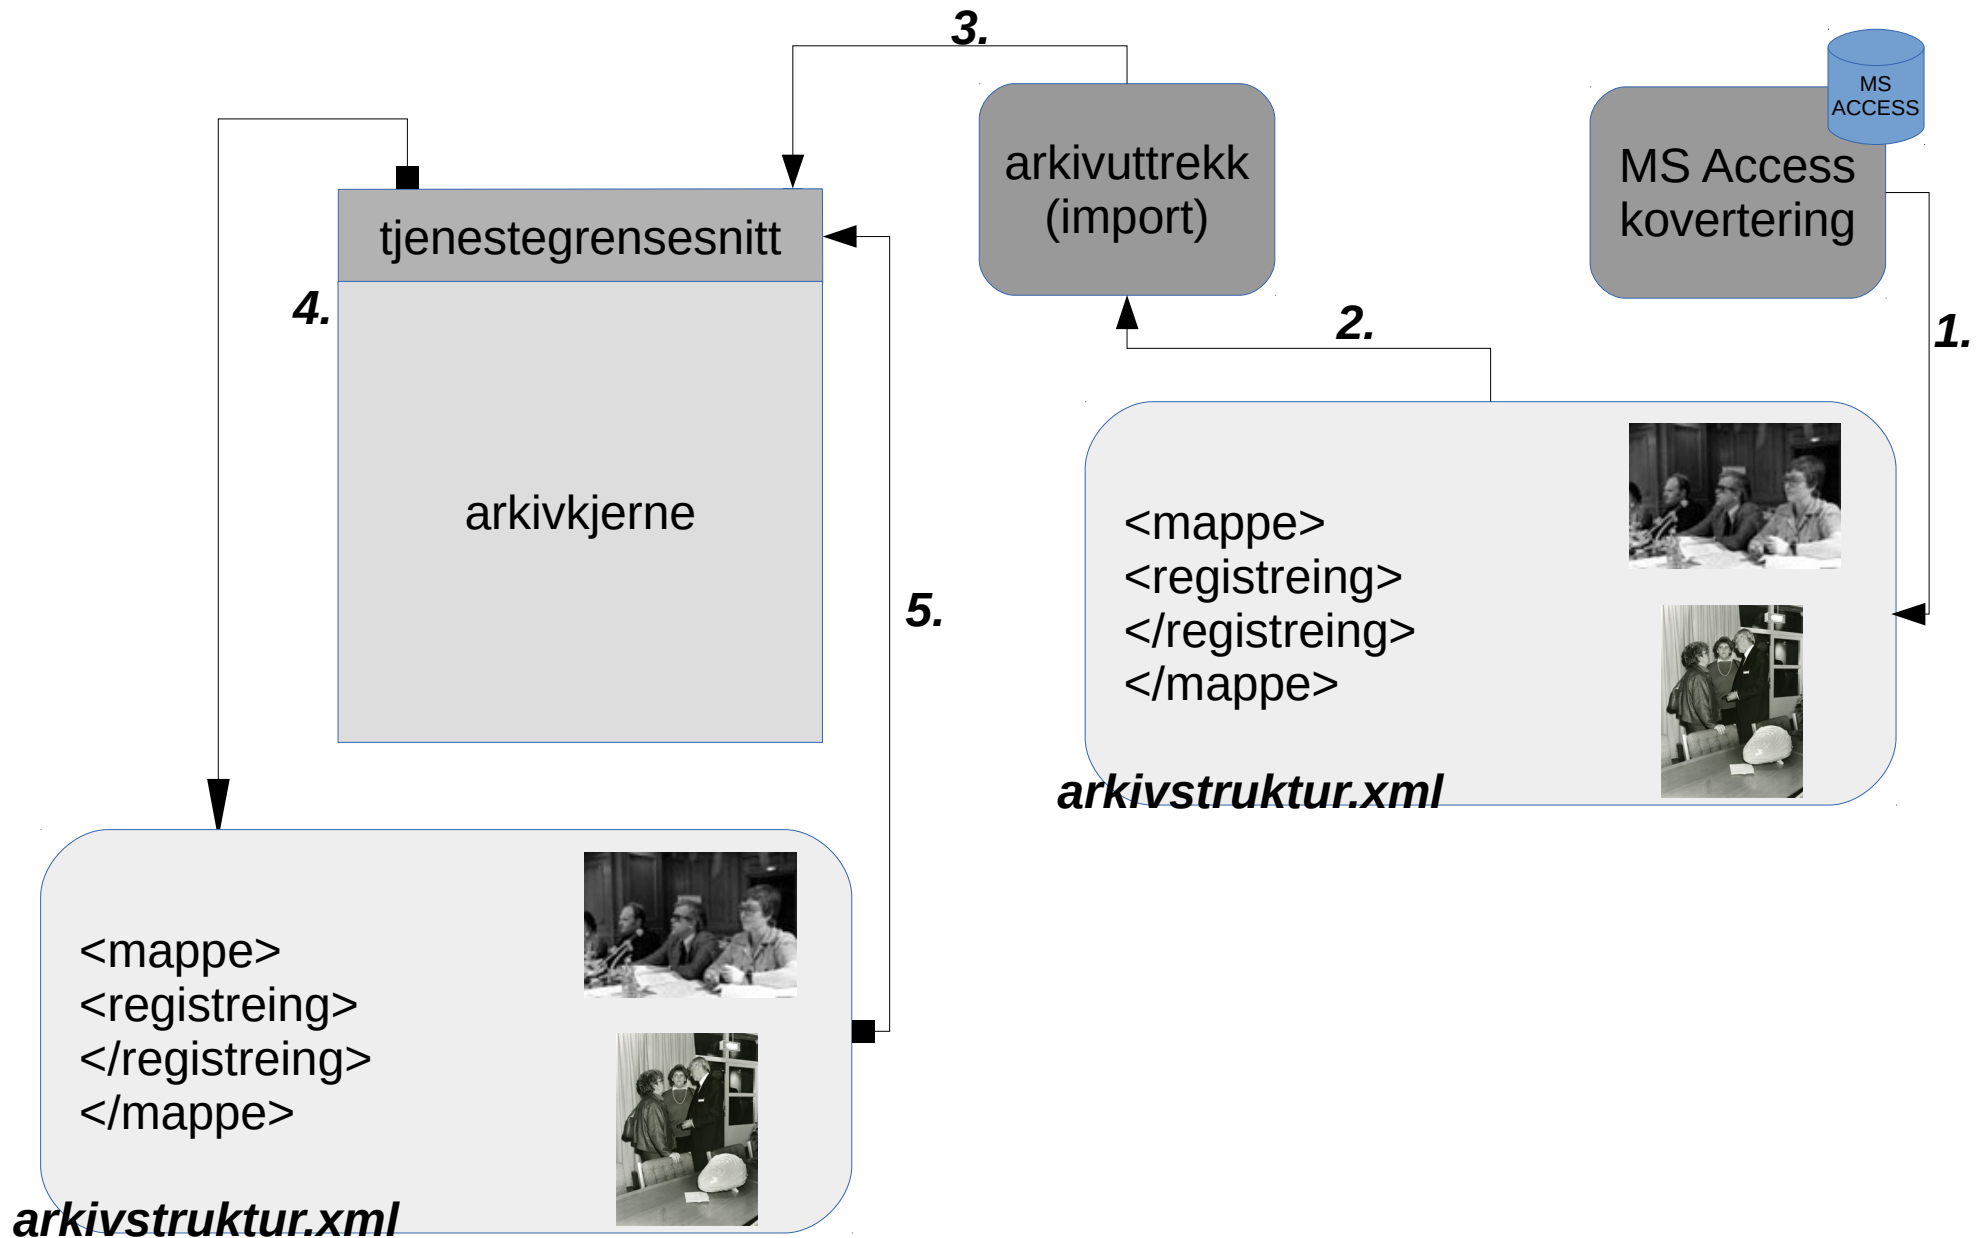 3.
MS
ACCESS
arkivuttrekk
(import)
MS Access
kovertering
tjenestegrensesnitt
4.
2.
1.
arkivkjerne
5.
<mappe>
<registreing>
</registreing>
</mappe>
arkivstruktur.xml
<mappe>
<registreing>
</registreing>
</mappe>
arkivstruktur.xml